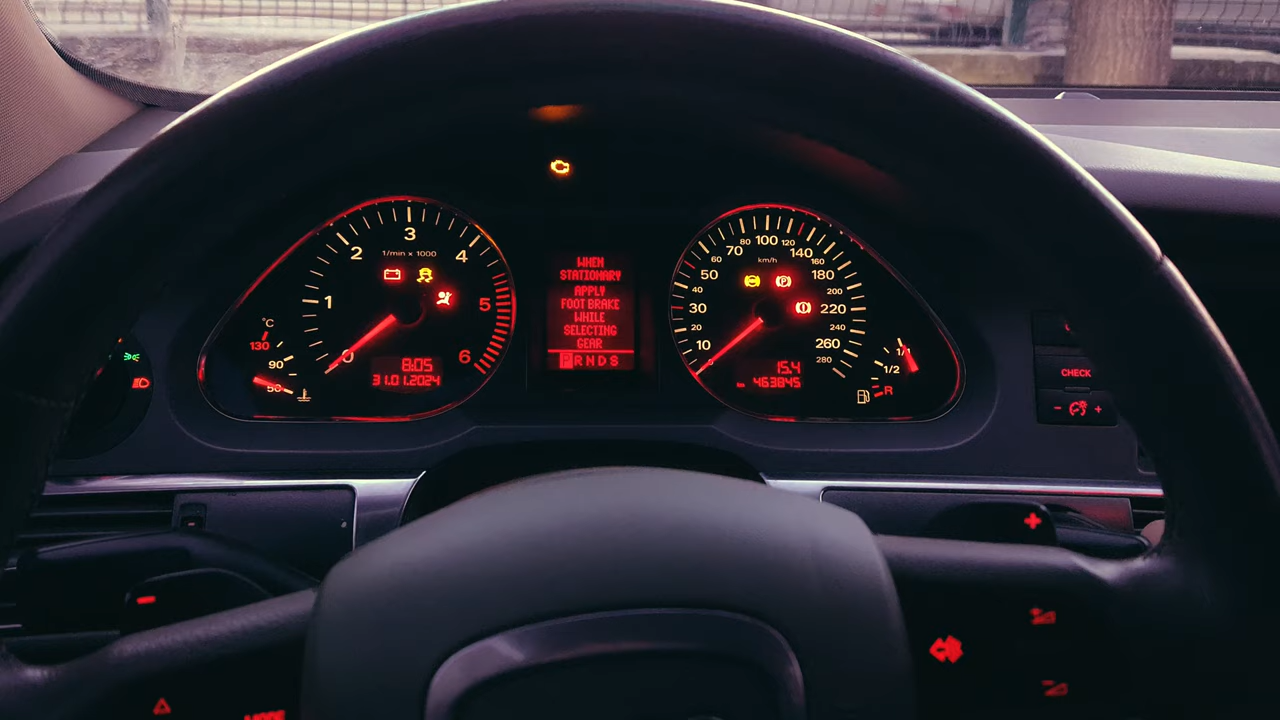 3
2
4
1/min x 1000
1
5
0
6
°C
130
90
50
8:05
31.01.2024
WHEN
STATIONARY
APPLY
FOOT BRAKE
WHILE
SELECTING
GEAR
PRNDS
80 100 120
70 140
60 km/h 160
50 180
40 200
30 220
20 240
10 260
280
15.4
km 463845
1/1
1/2
R
CHECK
- +
+
-
MODE